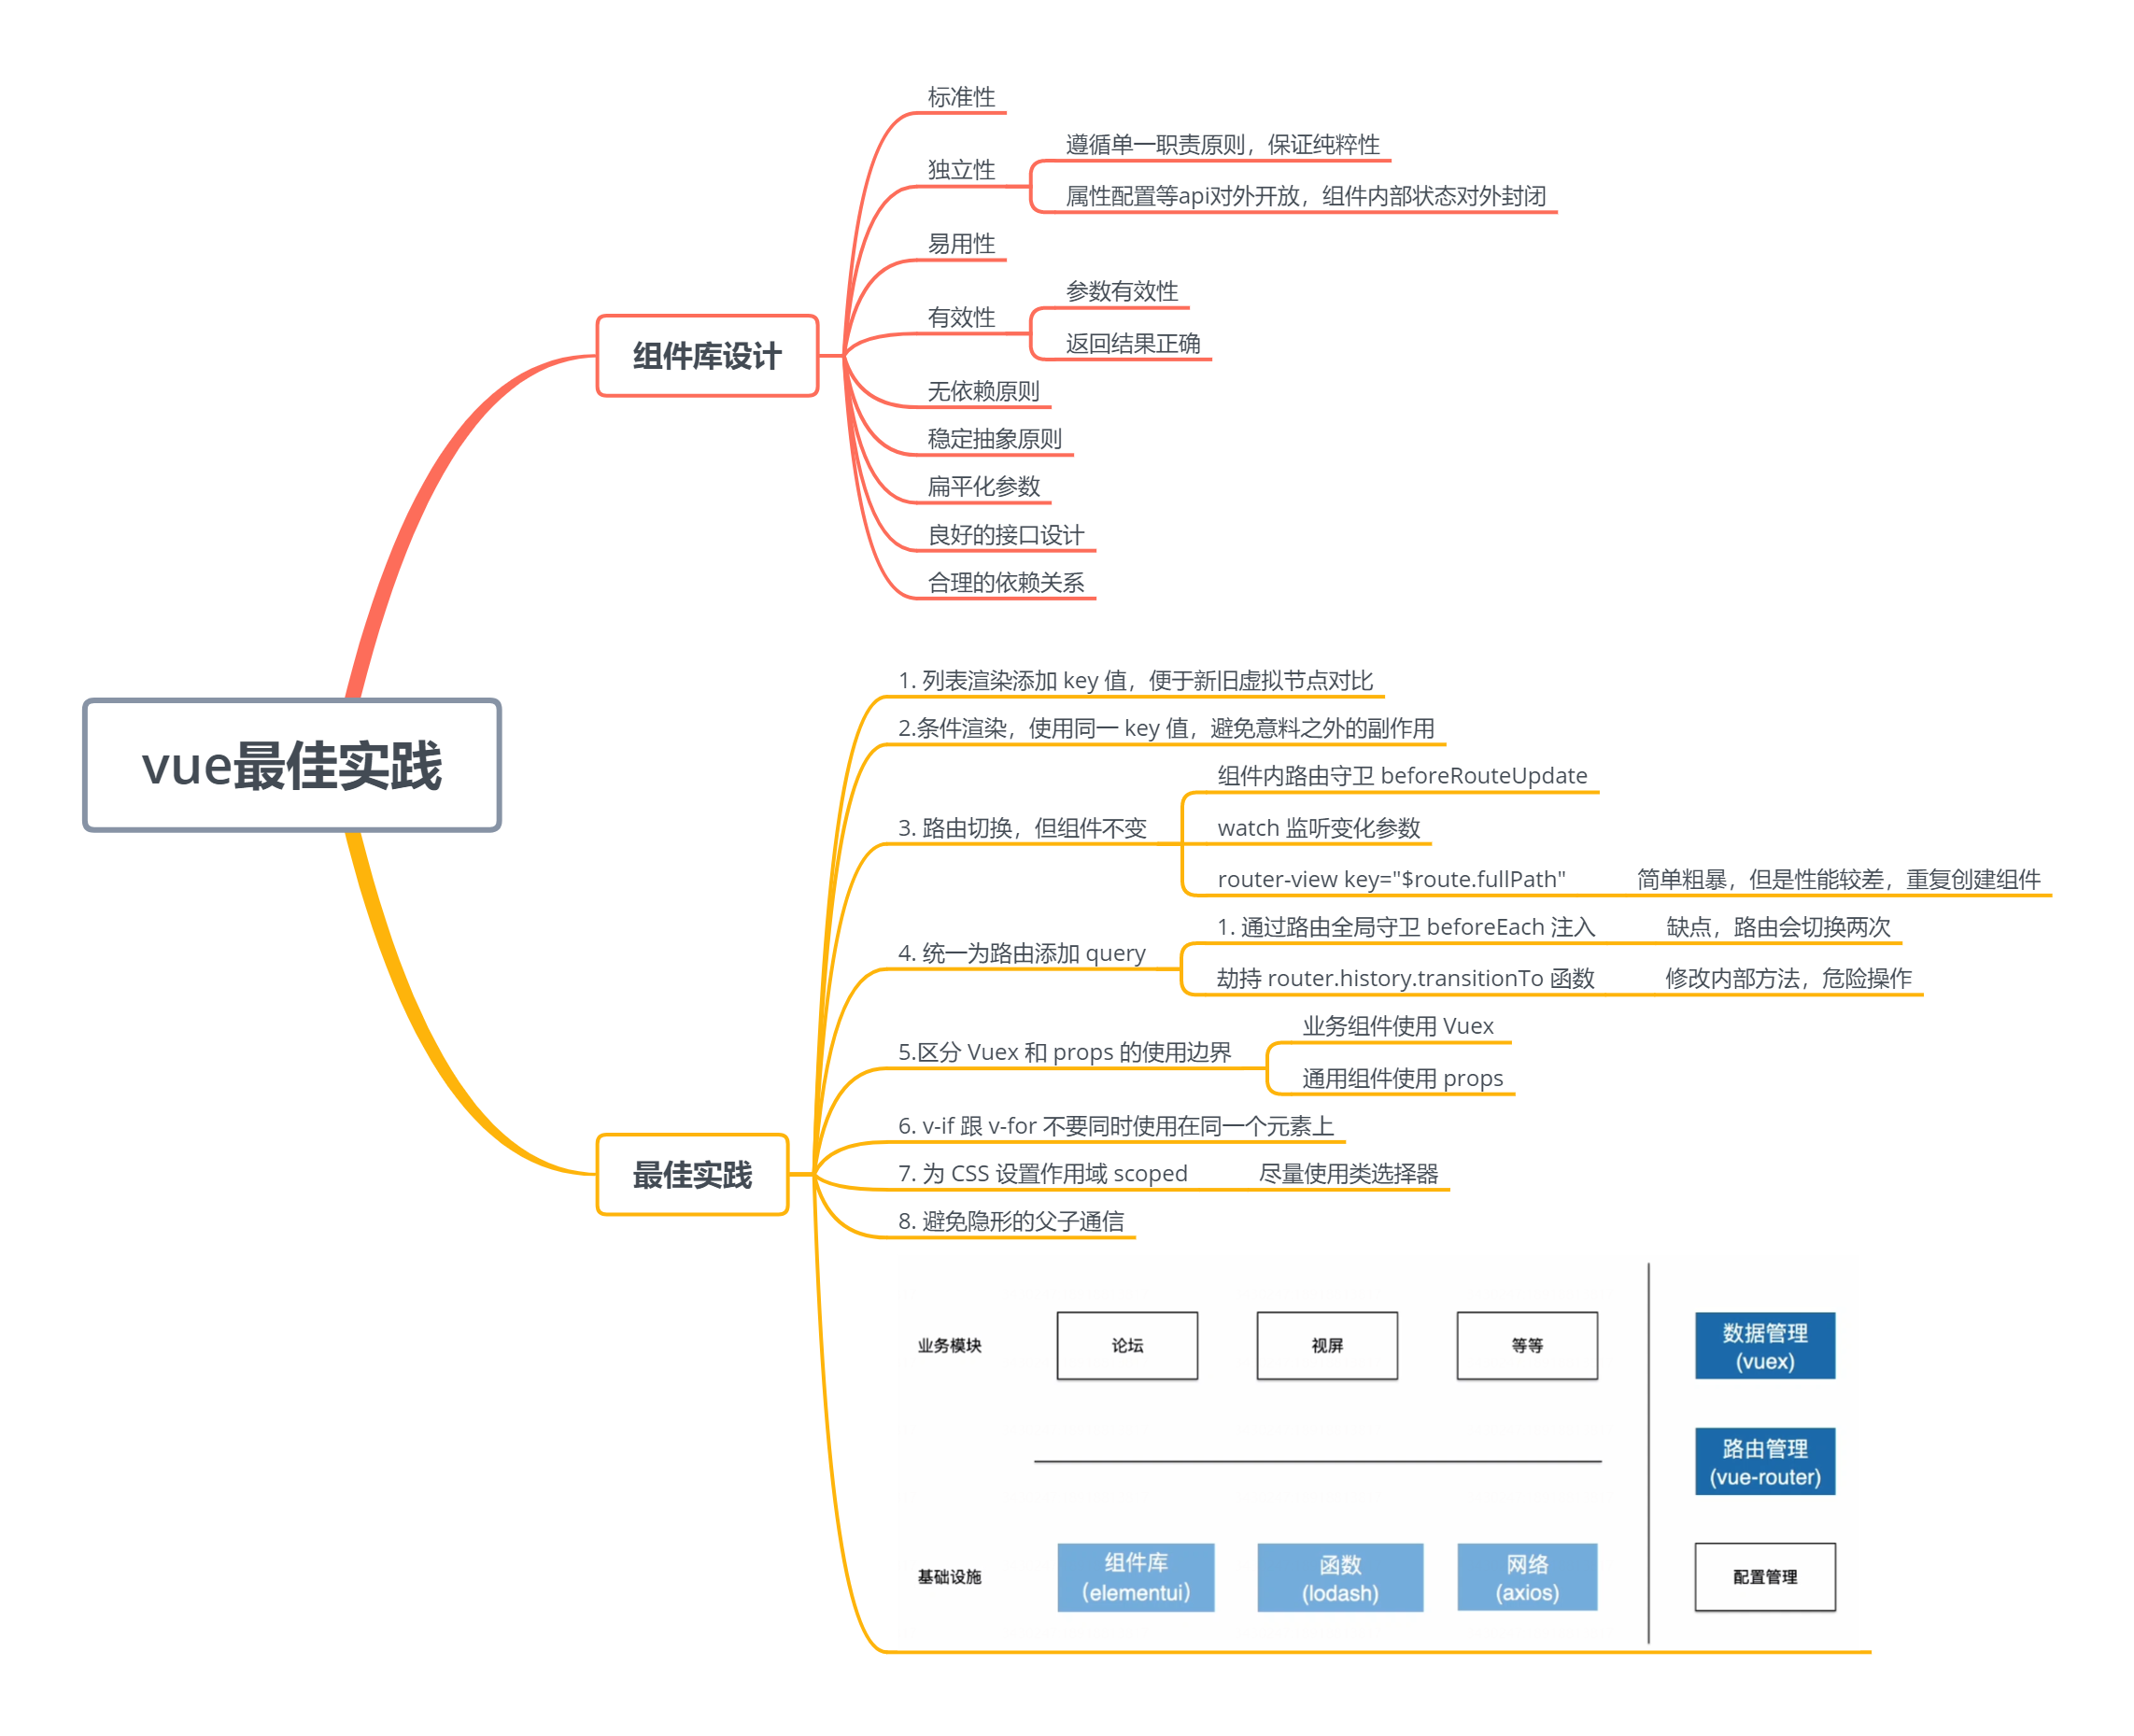 vue最佳实践
组件库设计
标准性
独立性
遵循单一职责原则，保证纯粹性
属性配置等api对外开放，组件内部状态对外封闭
易用性
有效性
参数有效性
返回结果正确
无依赖原则
稳定抽象原则
扁平化参数
良好的接口设计
合理的依赖关系
最佳实践
1. 列表渲染添加 key 值，便于新旧虚拟节点对比
2.条件渲染，使用同一 key 值，避免意料之外的副作用
3. 路由切换，但组件不变
组件内路由守卫 beforeRouteUpdate
watch 监听变化参数
router-view key="$route.fullPath"
简单粗暴，但是性能较差，重复创建组件
4. 统一为路由添加 query
1. 通过路由全局守卫 beforeEach 注入
缺点，路由会切换两次
劫持 router.history.transitionTo 函数
修改内部方法，危险操作
5.区分 Vuex 和 props 的使用边界
业务组件使用 Vuex
通用组件使用 props
6. v-if 跟 v-for 不要同时使用在同一个元素上
7. 为 CSS 设置作用域 scoped
尽量使用类选择器
8. 避免隐形的父子通信
业务模块
论坛
视屏
等等
数据管理
(vuex)
路由管理
(vue-router)
基础设施
组件库
（elementui）
函数
(lodash)
网络
(axios)
配置管理